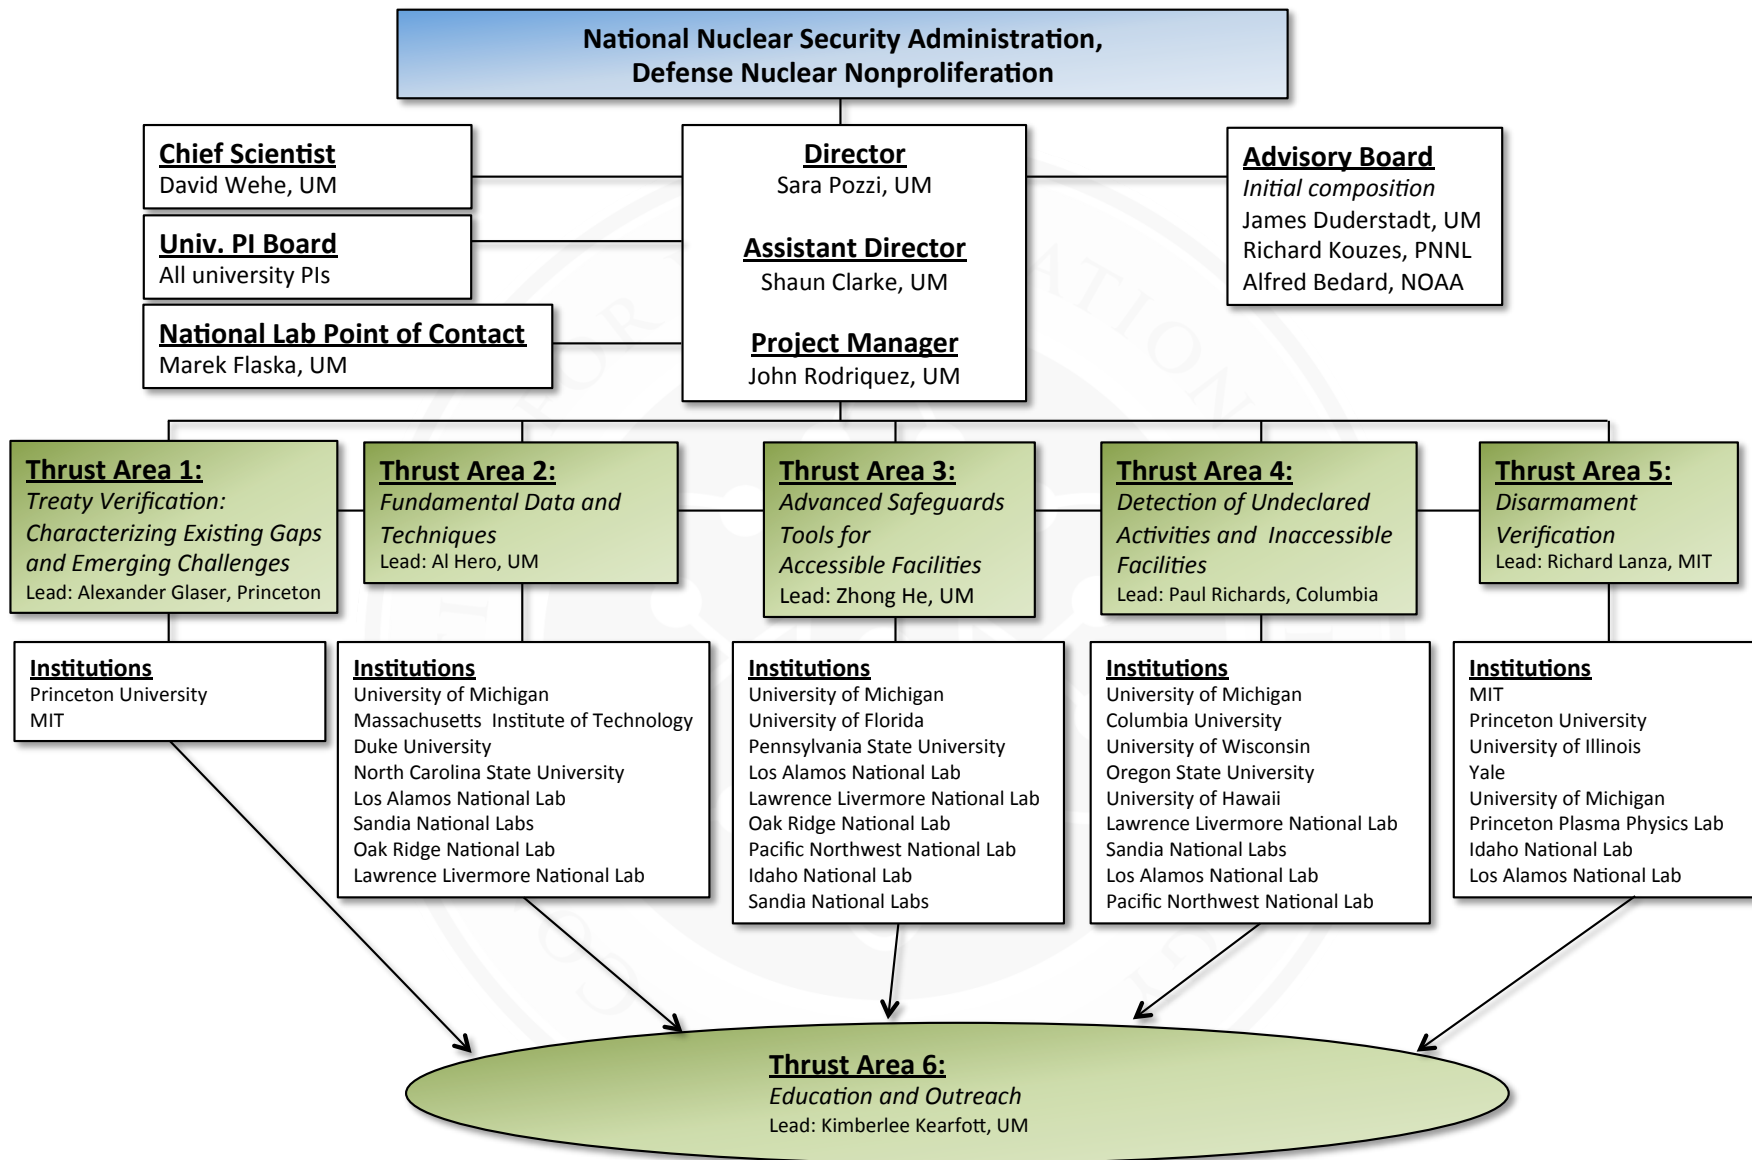 National Nuclear Security Administration,
Defense Nuclear Nonproliferation
Chief Scientist
David Wehe, UM
Univ. PI Board
All university PIs
National Lab Point of Contact
Marek Flaska, UM
Director
Sara Pozzi, UM
Assistant Director
Shaun Clarke, UM
Project Manager
John Rodriquez, UM
Advisory Board
Initial composition
James Duderstadt, UM
Richard Kouzes, PNNL
Alfred Bedard, NOAA
Thrust Area 1:
Treaty Verification:
Characterizing Existing Gaps
and Emerging Challenges
Lead: Alexander Glaser, Princeton
Thrust Area 2:
Fundamental Data and
Techniques
Lead: Al Hero, UM
Thrust Area 3:
Advanced Safeguards
Tools for
Accessible Facilities
Lead: Zhong He, UM
Thrust Area 4:
Detection of Undeclared
Activities and Inaccessible
Facilities
Lead: Paul Richards, Columbia
Thrust Area 5:
Disarmament
Verification
Lead: Richard Lanza, MIT
Institutions
Princeton University
MIT
Institutions
University of Michigan
Massachusetts Institute of Technology
Duke University
North Carolina State University
Los Alamos National Lab
Sandia National Labs
Oak Ridge National Lab
Lawrence Livermore National Lab
Institutions
University of Michigan
University of Florida
Pennsylvania State University
Los Alamos National Lab
Lawrence Livermore National Lab
Oak Ridge National Lab
Pacific Northwest National Lab
Idaho National Lab
Sandia National Labs
Institutions
University of Michigan
Columbia University
University of Wisconsin
Oregon State University
University of Hawaii
Lawrence Livermore National Lab
Sandia National Labs
Los Alamos National Lab
Pacific Northwest National Lab
Institutions
MIT
Princeton University
University of Illinois
Yale
University of Michigan
Princeton Plasma Physics Lab
Idaho National Lab
Los Alamos National Lab
Thrust Area 6:
Education and Outreach
Lead: Kimberlee Kearfott, UM